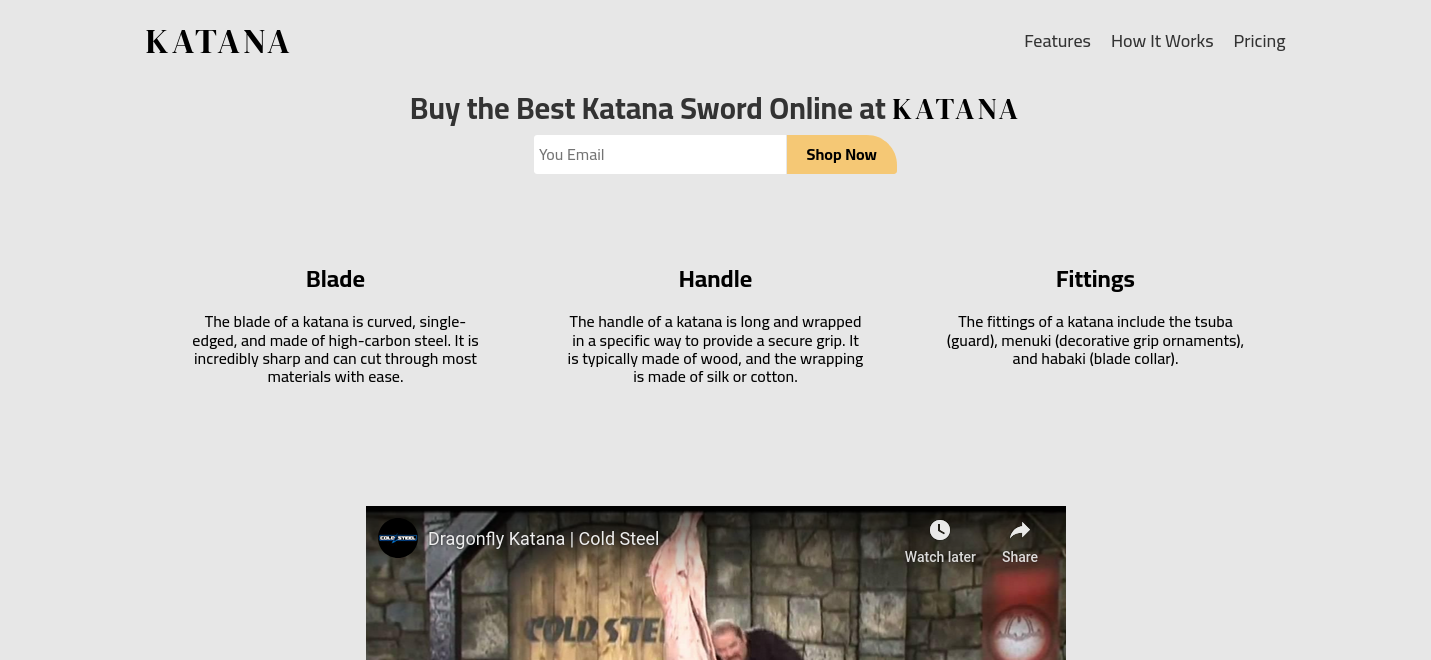 KATANA
Features How It Works Pricing
Buy the Best Katana Sword Online at KATANA
You Email
Shop Now
Blade
The blade of a katana is curved, single-
edged, and made of high-carbon steel. It is
incredibly sharp and can cut through most
materials with ease.
Handle
The handle of a katana is long and wrapped
in a specific way to provide a secure grip. It
is typically made of wood, and the wrapping
is made of silk or cotton.
Fittings
The fittings of a katana include the tsuba
(guard), menuki (decorative grip ornaments),
and habaki (blade collar).
COLD STEEL
Dragonfly Katana | Cold Steel
Watch later
Share
COLD STE